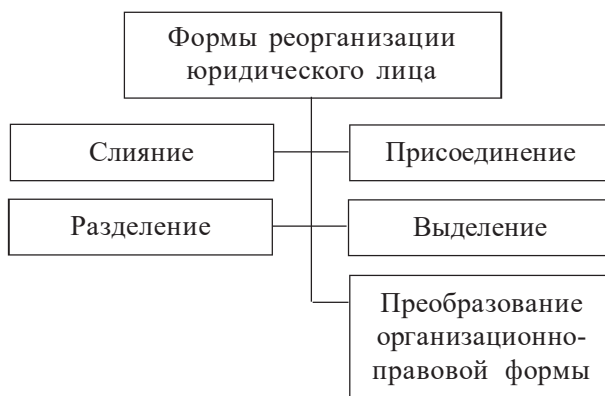 Формы реорганизации
юридического лица
Слияние
Присоединение
Разделение
Выделение
Преобразование
организационно-
правовой формы